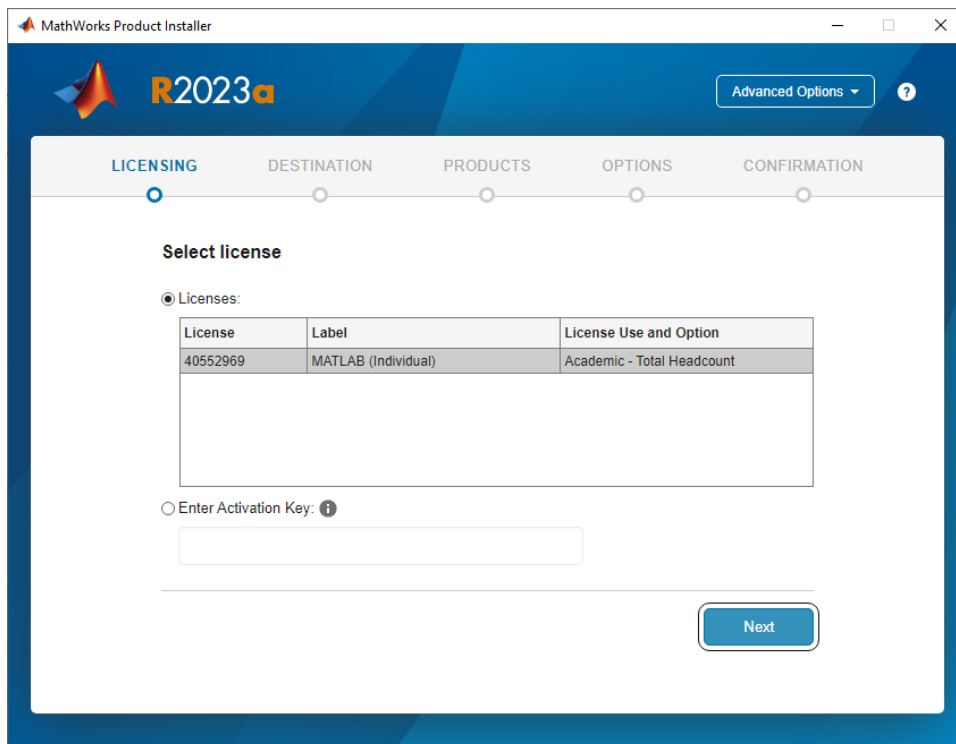 MathWorks Product Installer
R2023a
Advanced Options
?
LICENSING DESTINATION PRODUCTS OPTIONS CONFIRMATION
Select license
Licenses:
License Label License Use and Option
40552969 MATLAB (Individual) Academic - Total Headcount
Enter Activation Key: i
Next